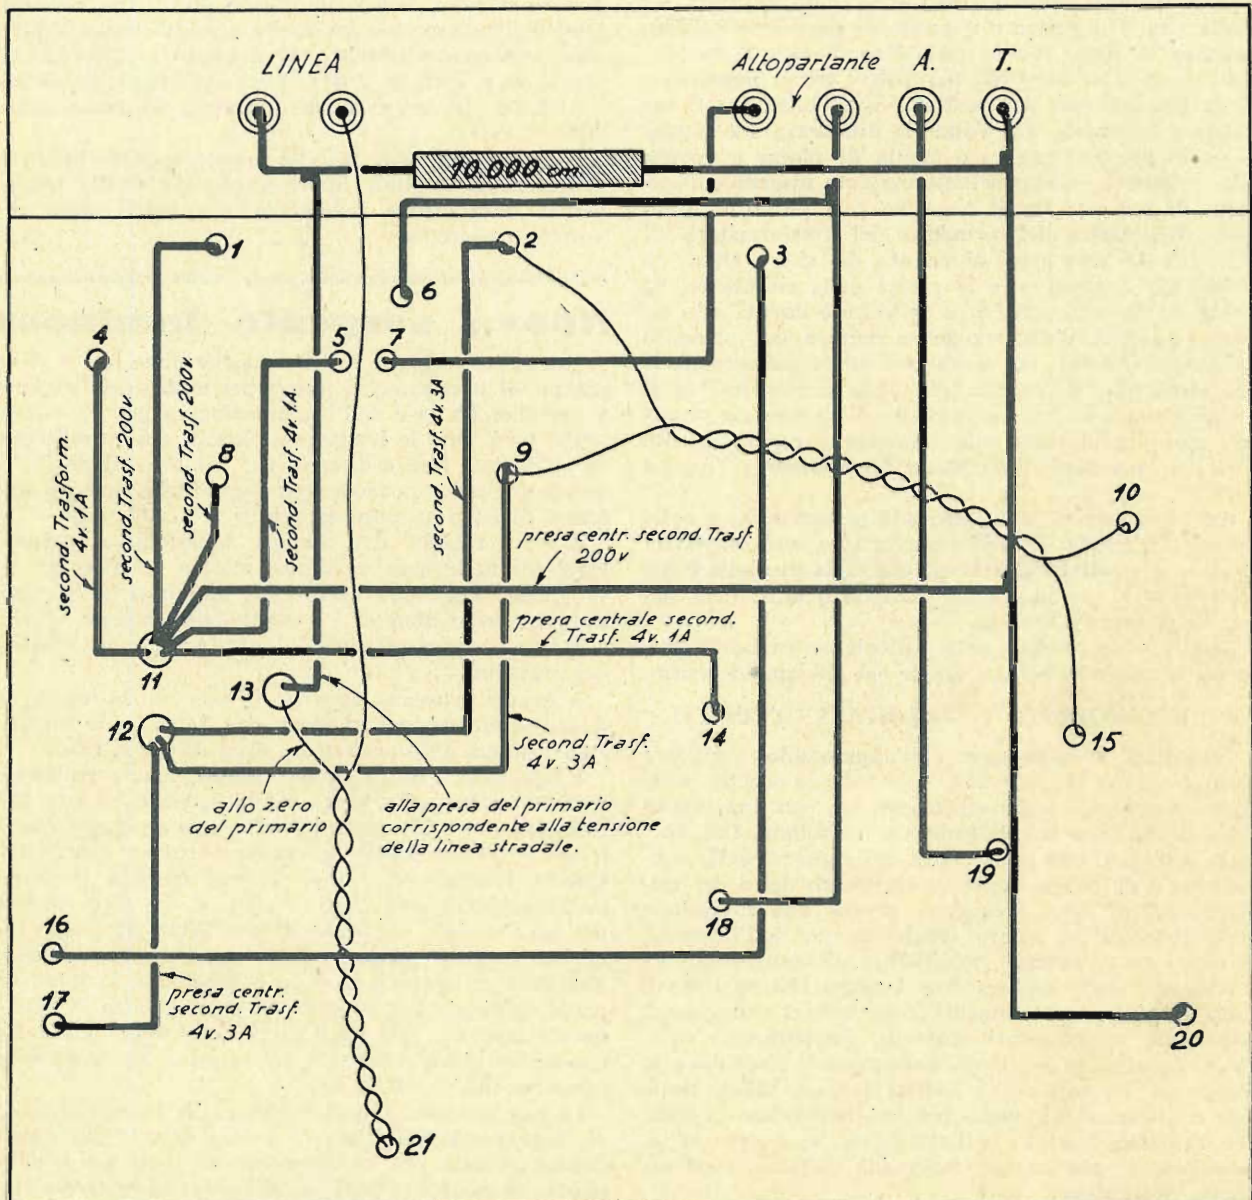 LINEA
Altoparlante
A.
T.
10.000 cm
1
2
3
4
5
6
7
second. Trasform.
4v. 1A
second. Trasf. 200v.
second. Trasf. 200v.
second. Trasf. 4v. 1A
second. Trasf. 4v. 3A
8
9
10
presa centr. second. Trasf.
200v
presa centrale second.
Trasf. 4v. 1A
11
12
13
14
15
second. Trasf.
4v. 3A
allo zero
del primario
alla presa del primario
corrispondente alla tensione
della linea stradale.
16
17
presa centr.
second. Trasf.
4v. 3A
18
19
20
21